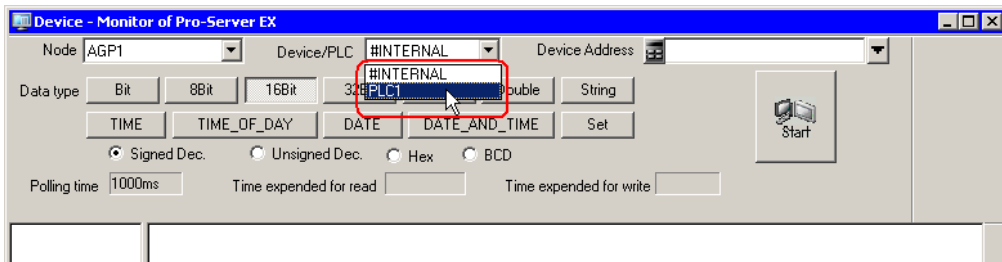 Device - Monitor of Pro-Server EX
Node AGP1 Device/PLC #INTERNAL Device Address
#INTERNAL
PLC1
Data type Bit 8Bit 16Bit String
TIME TIME_OF_DAY DATE DATE_AND_TIME Set
Start
Signed Dec. Unsigned Dec. Hex BCD
Polling time 1000ms Time expended for read Time expended for write